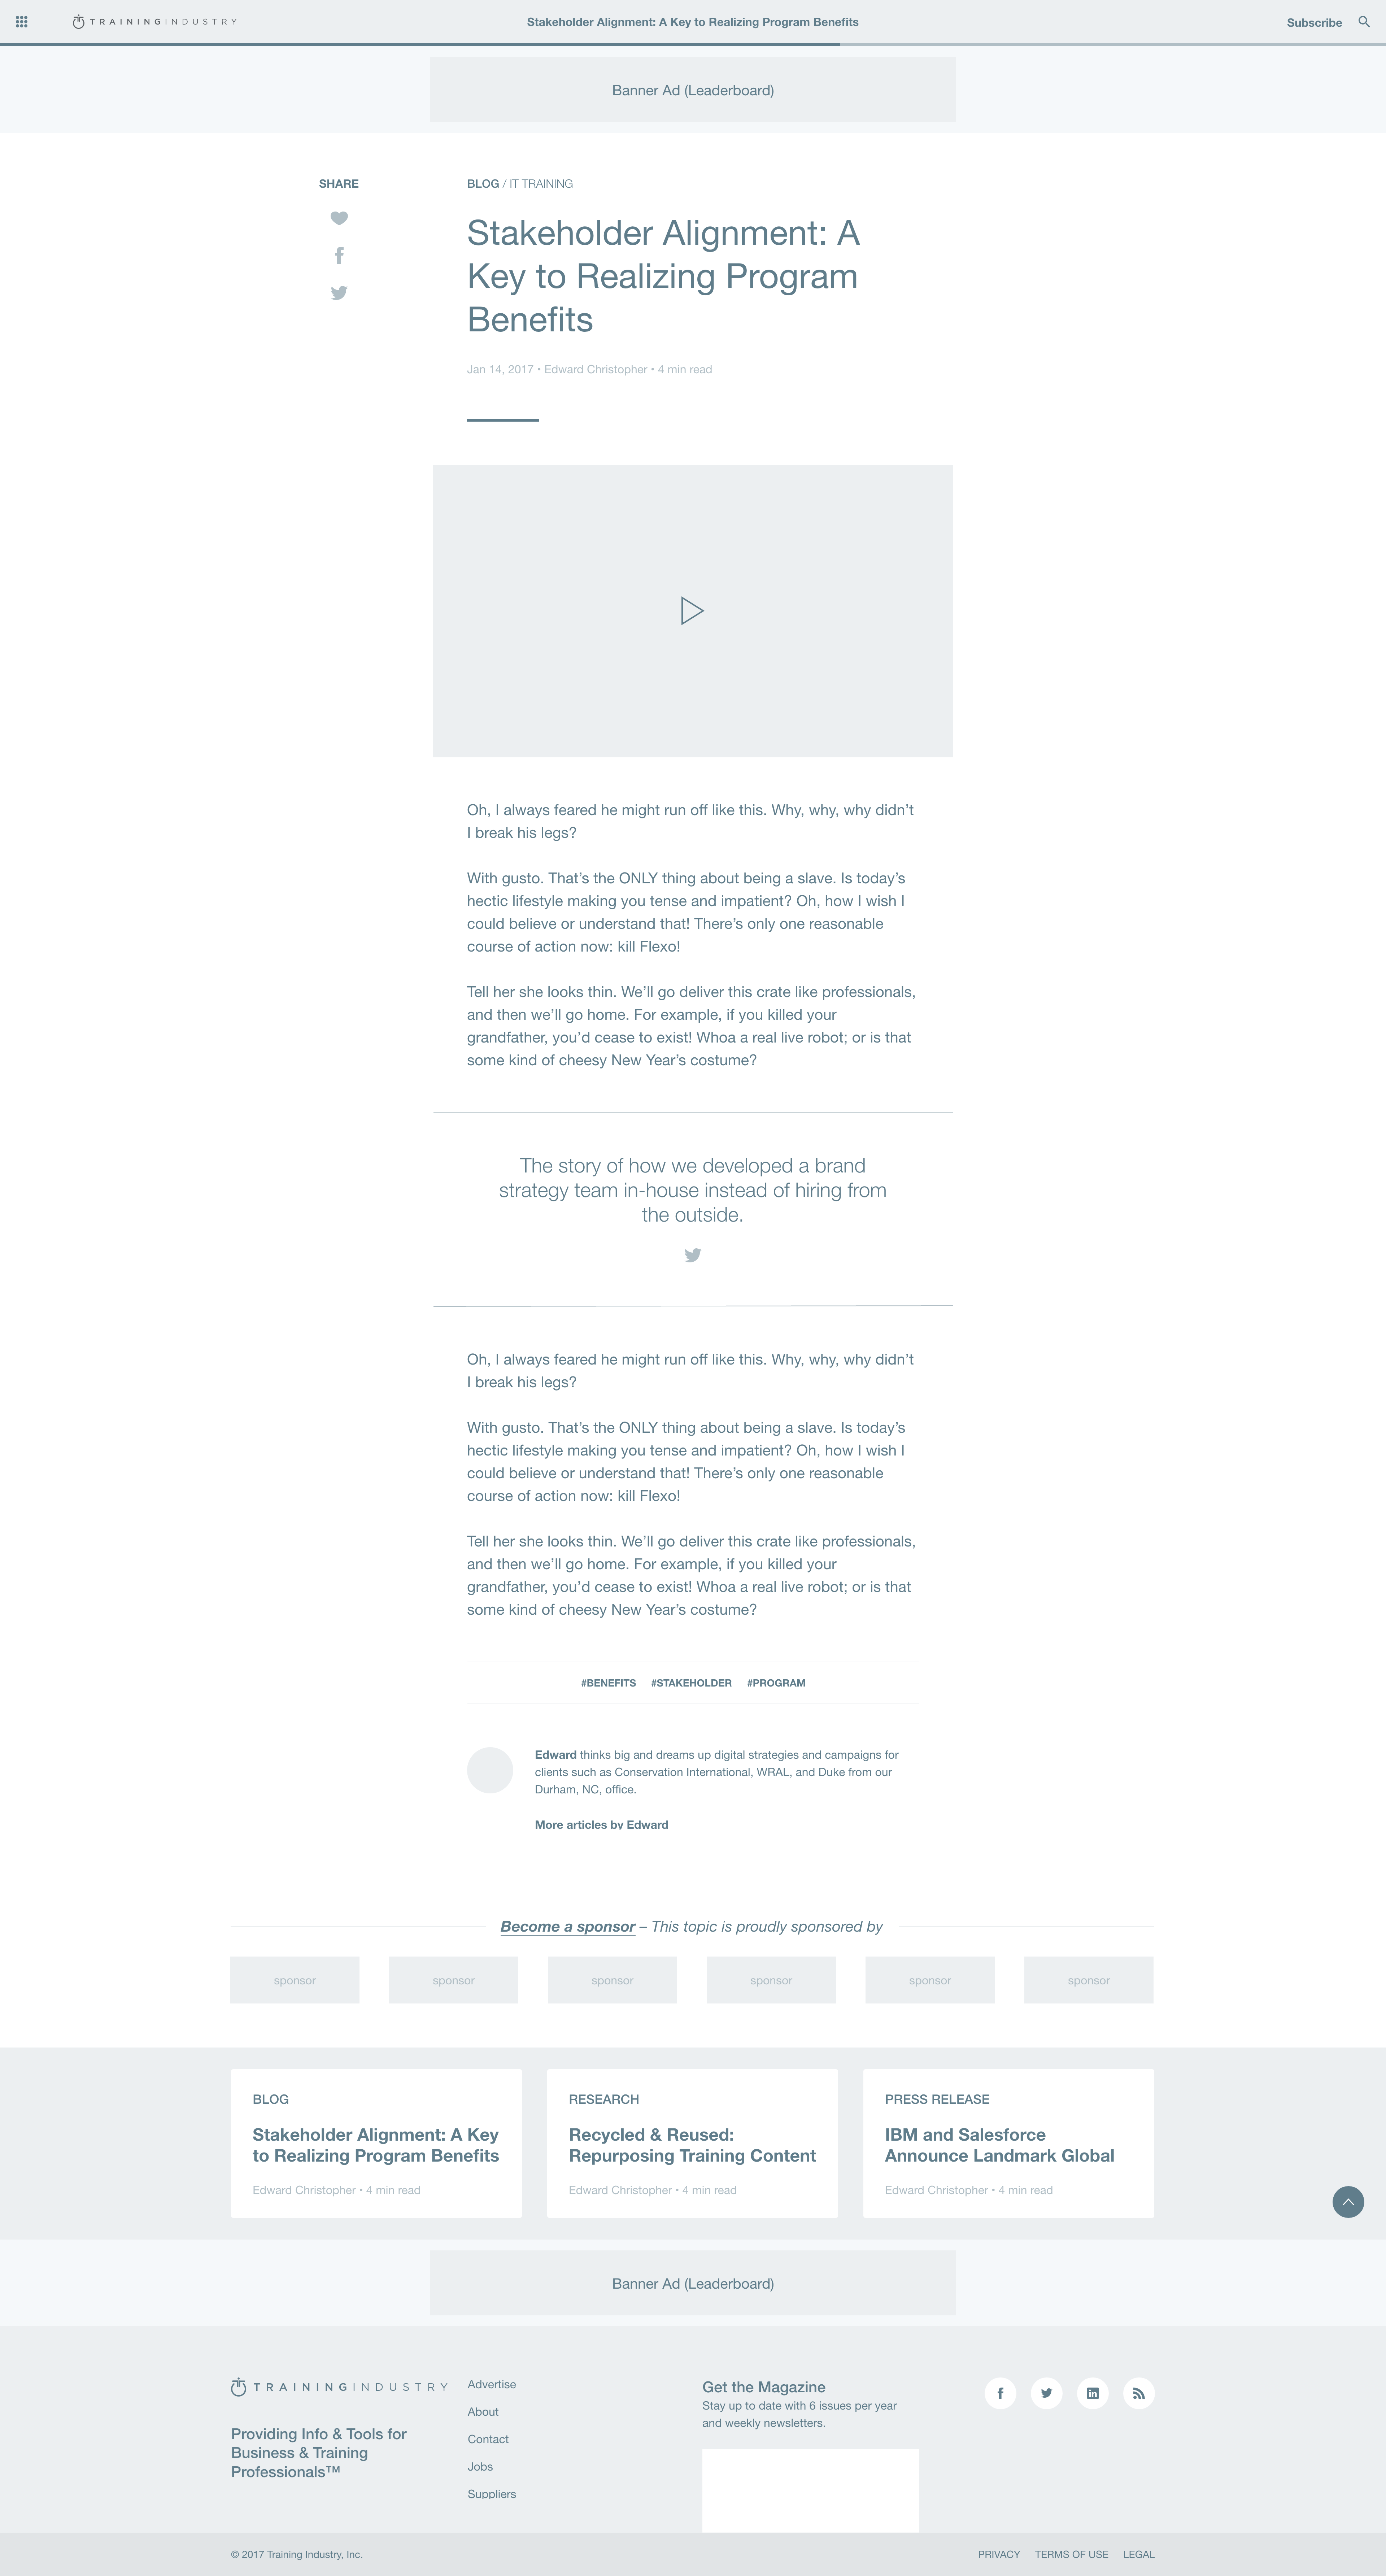 TRAININGINDUSTRY
Stakeholder Alignment: A Key to Realizing Program Benefits
Subscribe
Banner Ad (Leaderboard)
SHARE
BLOG / IT TRAINING
Stakeholder Alignment: A
Key to Realizing Program
Benefits
Jan 14, 2017 • Edward Christopher • 4 min read
Oh, I always feared he might run off like this. Why, why, why didn’t
I break his legs?
With gusto. That’s the ONLY thing about being a slave. Is today’s
hectic lifestyle making you tense and impatient? Oh, how I wish I
could believe or understand that! There’s only one reasonable
course of action now: kill Flexo!
Tell her she looks thin. We’ll go deliver this crate like professionals,
and then we’ll go home. For example, if you killed your
grandfather, you’d cease to exist! Whoa a real live robot; or is that
some kind of cheesy New Year’s costume?
The story of how we developed a brand
strategy team in-house instead of hiring from
the outside.
Oh, I always feared he might run off like this. Why, why, why didn’t
I break his legs?
With gusto. That’s the ONLY thing about being a slave. Is today’s
hectic lifestyle making you tense and impatient? Oh, how I wish I
could believe or understand that! There’s only one reasonable
course of action now: kill Flexo!
Tell her she looks thin. We’ll go deliver this crate like professionals,
and then we’ll go home. For example, if you killed your
grandfather, you’d cease to exist! Whoa a real live robot; or is that
some kind of cheesy New Year’s costume?
#BENEFITS #STAKEHOLDER #PROGRAM
Edward thinks big and dreams up digital strategies and campaigns for
clients such as Conservation International, WRAL, and Duke from our
Durham, NC, office.
More articles by Edward
Become a sponsor – This topic is proudly sponsored by
sponsor
sponsor
sponsor
sponsor
sponsor
sponsor
BLOG
Stakeholder Alignment: A Key
to Realizing Program Benefits
Edward Christopher • 4 min read
RESEARCH
Recycled & Reused:
Repurposing Training Content
Edward Christopher • 4 min read
PRESS RELEASE
IBM and Salesforce
Announce Landmark Global
Edward Christopher • 4 min read
Banner Ad (Leaderboard)
TRAININGINDUSTRY
Providing Info & Tools for
Business & Training
Professionals™
Advertise
About
Contact
Jobs
Suppliers
Get the Magazine
Stay up to date with 6 issues per year
and weekly newsletters.
© 2017 Training Industry, Inc.
PRIVACY TERMS OF USE LEGAL